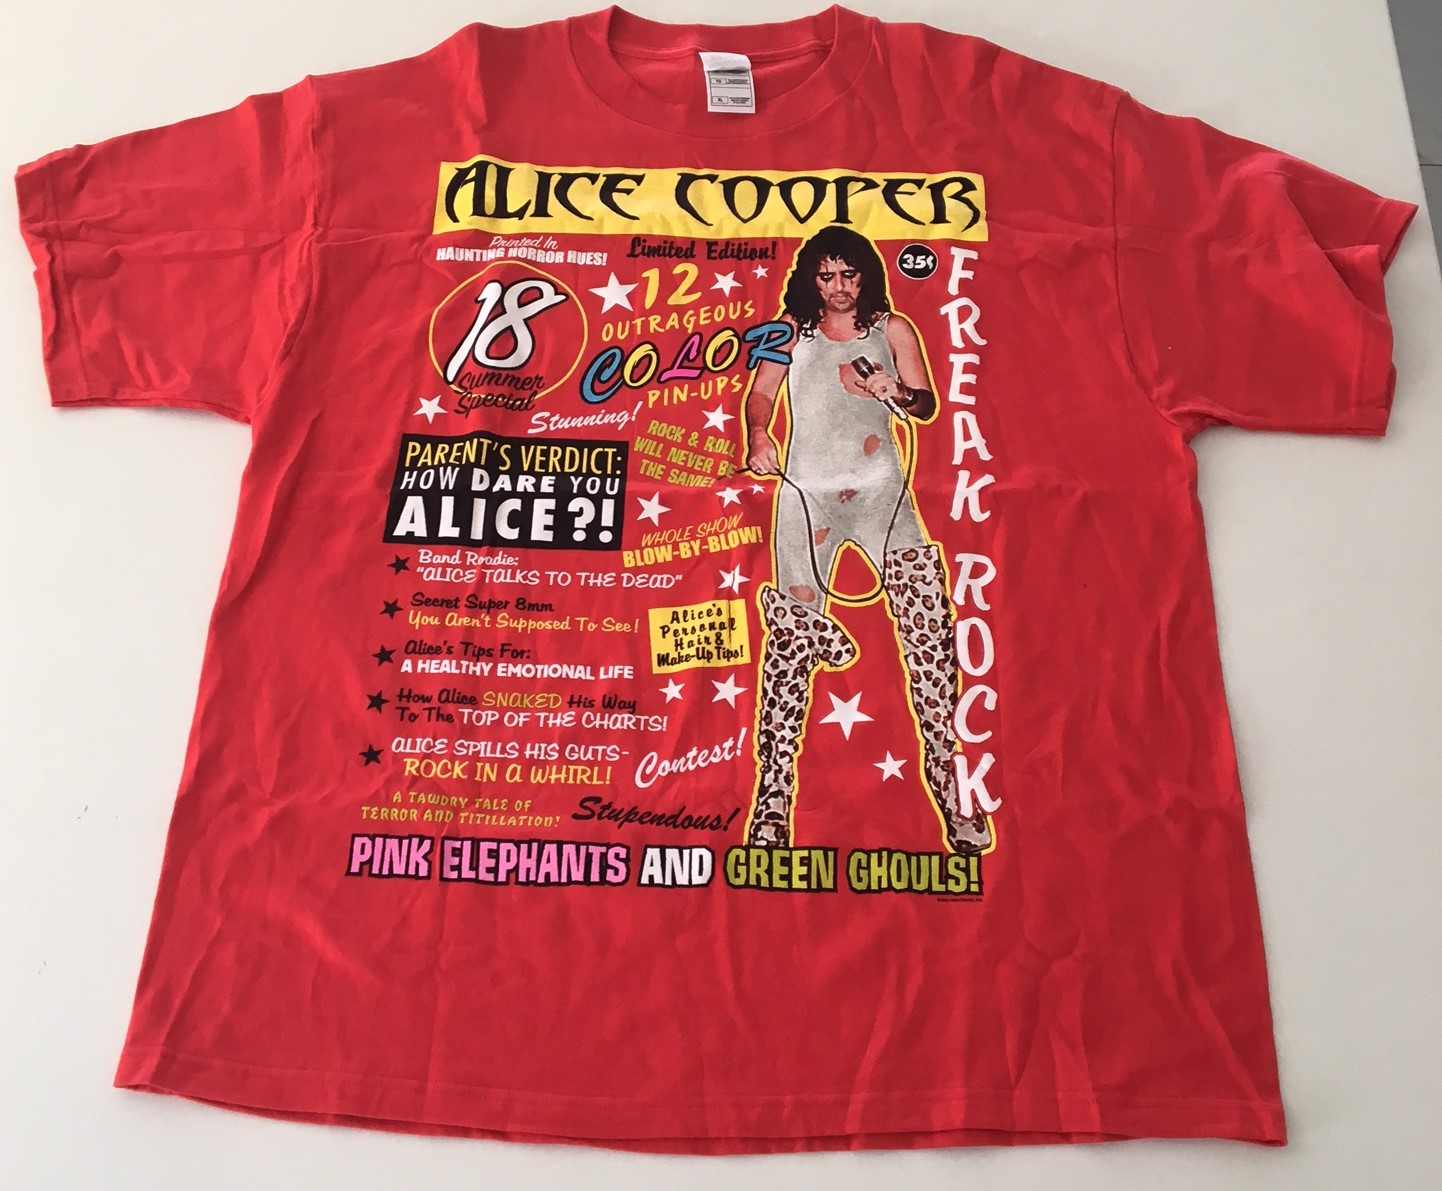 XL
ALICE COOPER
Printed In
HAUNTING HORROR HUES!
Limited Edition!
35¢
18
Summer
Special
12
OUTRAGEOUS
COLOR
PIN-UPS
Stunning!
FREAK ROCK
ROCK & ROLL
WILL NEVER BE
THE SAME!
PARENT'S VERDICT:
HOW DARE YOU
ALICE?!
WHOLE SHOW
BLOW-BY-BLOW!
Band Roadie:
"ALICE TALKS TO THE DEAD"
Secret Super 8mm
You Aren't Supposed To See!
Alice's
Personal
Hair &
Make-Up Tips!
Alice's Tips For:
A HEALTHY EMOTIONAL LIFE
How Alice SNAKED His Way
To The TOP OF THE CHARTS!
ALICE SPILLS HIS GUTS-
ROCK IN A WHIRL!
Contest!
A TAWDRY TALE OF
TERROR AND TITILLATION!
Stupendous!
PINK ELEPHANTS AND GREEN GHOULS!